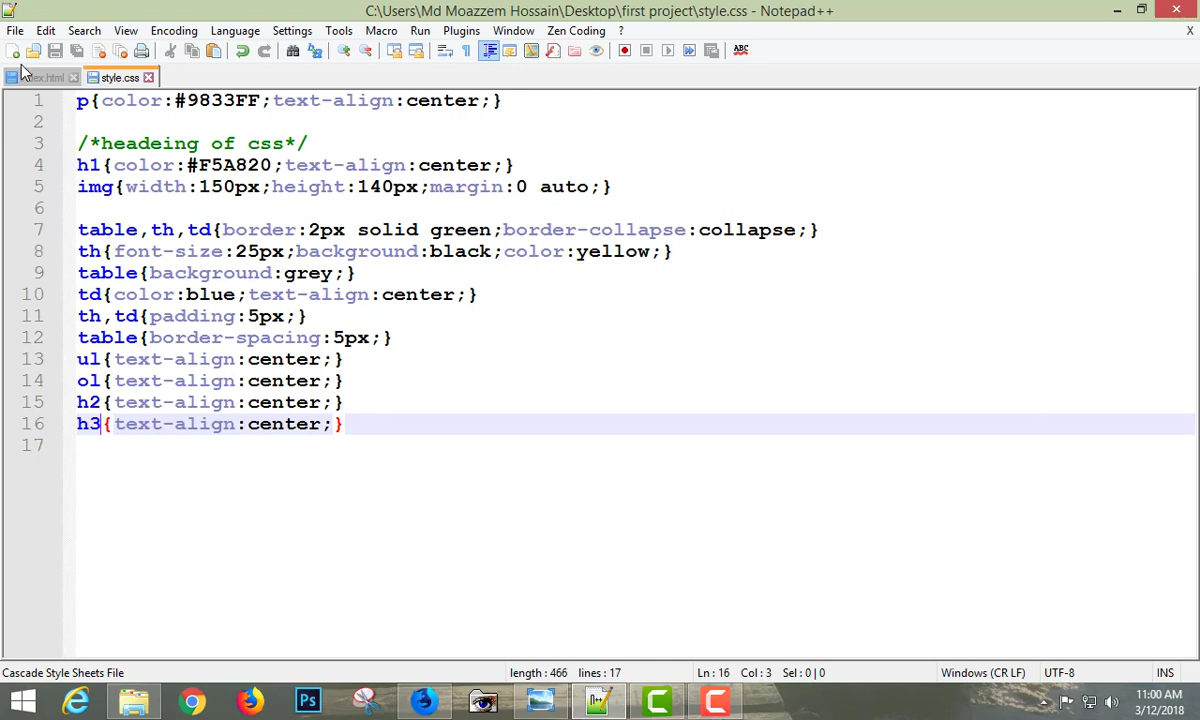 C:\Users\Md Moazzem Hossain\Desktop\first project\style.css - Notepad++
File Edit Search View Encoding Language Settings Tools Macro Run Plugins Window Zen Coding ? X
ABC
style.css
1 p{color:#9833FF;text-align:center;}
2
3 /*headeing of css*/
4 h1{color:#F5A820;text-align:center;}
5 img{width:150px;height:140px;margin:0 auto;}
6
7 table,th,td{border:2px solid green;border-collapse:collapse;}
8 th{font-size:25px;background:black;color:yellow;}
9 table{background:grey;}
10 td{color:blue;text-align:center;}
11 th,td{padding:5px;}
12 table{border-spacing:5px;}
13 ul{text-align:center;}
14 ol{text-align:center;}
15 h2{text-align:center;}
16 h3{text-align:center;}
17
Cascade Style Sheets File length : 466 lines : 17 Ln : 16 Col : 3 Sel : 0 | 0 Windows (CR LF) UTF-8 INS
Ps
11:00 AM
3/12/2018